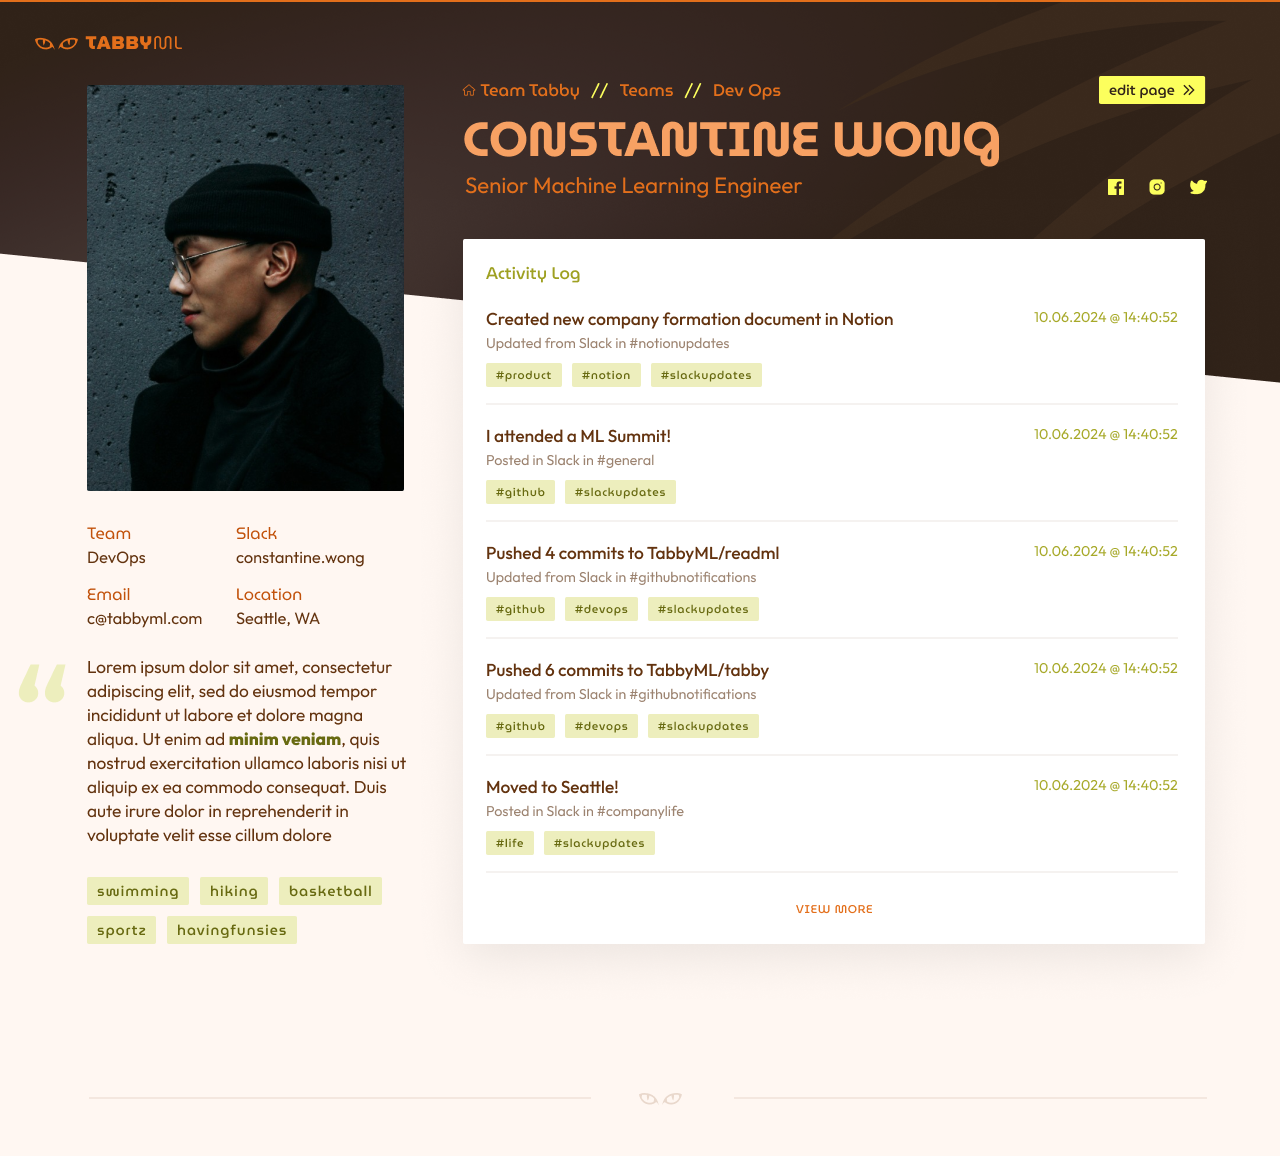 TABBYML
Team Tabby // Teams // Dev Ops
edit page
CONSTANTINE WONG
Senior Machine Learning Engineer
Team
DevOps
Slack
constantine.wong
Email
c@tabbyml.com
Location
Seattle, WA
“
Lorem ipsum dolor sit amet, consectetur
adipiscing elit, sed do eiusmod tempor
incididunt ut labore et dolore magna
aliqua. Ut enim ad minim veniam, quis
nostrud exercitation ullamco laboris nisi ut
aliquip ex ea commodo consequat. Duis
aute irure dolor in reprehenderit in
voluptate velit esse cillum dolore
swimming hiking basketball
sportz havingfunsies
Activity Log
Created new company formation document in Notion
10.06.2024 @ 14:40:52
Updated from Slack in #notionupdates
#product #notion #slackupdates
I attended a ML Summit!
10.06.2024 @ 14:40:52
Posted in Slack in #general
#github #slackupdates
Pushed 4 commits to TabbyML/readml
10.06.2024 @ 14:40:52
Updated from Slack in #githubnotifications
#github #devops #slackupdates
Pushed 6 commits to TabbyML/tabby
10.06.2024 @ 14:40:52
Updated from Slack in #githubnotifications
#github #devops #slackupdates
Moved to Seattle!
10.06.2024 @ 14:40:52
Posted in Slack in #companylife
#life #slackupdates
VIEW MORE